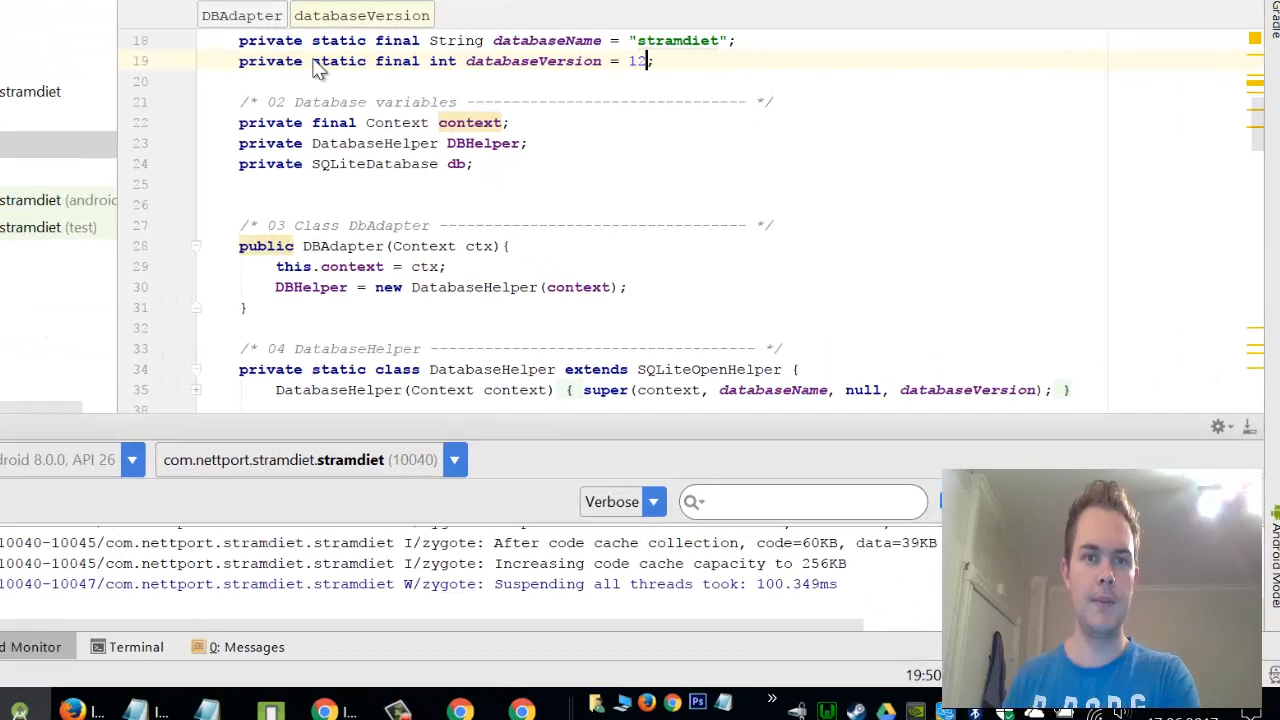 DBAdapter databaseVersion
Gradle
18 private static final String databaseName = "stramdiet";
19 private static final int databaseVersion = 12;
20
stramdiet
21 /* 02 Database variables ------------------------------- */
22 private final Context context;
23 private DatabaseHelper DBHelper;
24 private SQLiteDatabase db;
25
stramdiet (android
26
stramdiet (test)
27 /* 03 Class DbAdapter ---------------------------------- */
28 public DBAdapter(Context ctx){
29 this.context = ctx;
30 DBHelper = new DatabaseHelper(context);
31 }
32
33 /* 04 DatabaseHelper ------------------------------------ */
34 private static class DatabaseHelper extends SQLiteOpenHelper {
35 DatabaseHelper(Context context) { super(context, databaseName, null, databaseVersion); }
38
droid 8.0.0, API 26 com.nettport.stramdiet.stramdiet (10040)
Verbose
10040-10045/com.nettport.stramdiet.stramdiet I/zygote: After code cache collection, code=60KB, data=39KB
10040-10045/com.nettport.stramdiet.stramdiet I/zygote: Increasing code cache capacity to 256KB
10040-10047/com.nettport.stramdiet.stramdiet W/zygote: Suspending all threads took: 100.349ms
Android Model
d Monitor Terminal 0: Messages
19:50
I... I... I...